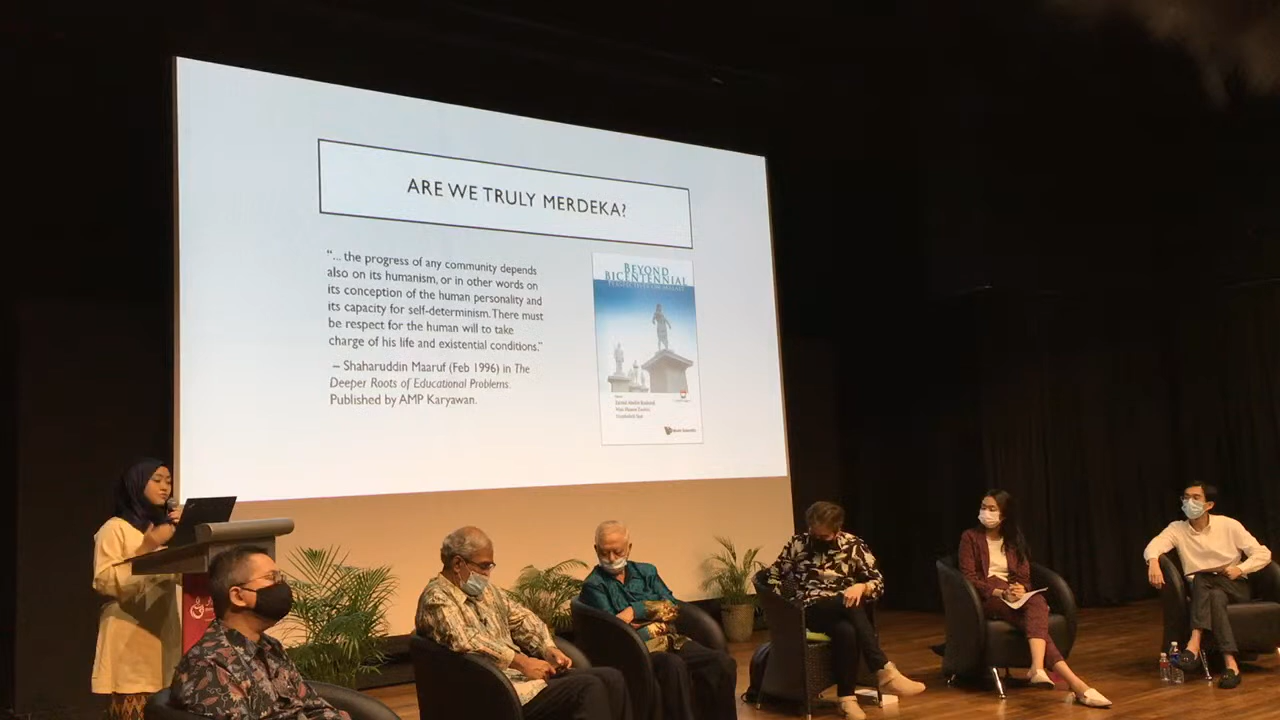 ARE WE TRULY MERDEKA?
"... the progress of any community depends
also on its humanism, or in other words on
its conception of the human personality and
its capacity for self-determinism. There must
be respect for the human will to take
charge of his life and existential conditions."
– Shaharuddin Maaruf (Feb 1996) in The
Deeper Roots of Educational Problems.
Published by AMP Karyawan.
BEYOND
BICENTENNIAL